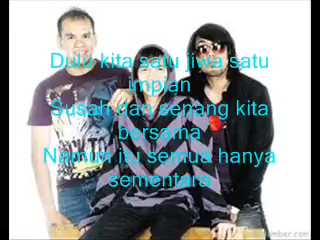 Dulu kita satu jiwa satu
impian
Susah dan senang kita
bersama
Namun itu semua hanya
sementara